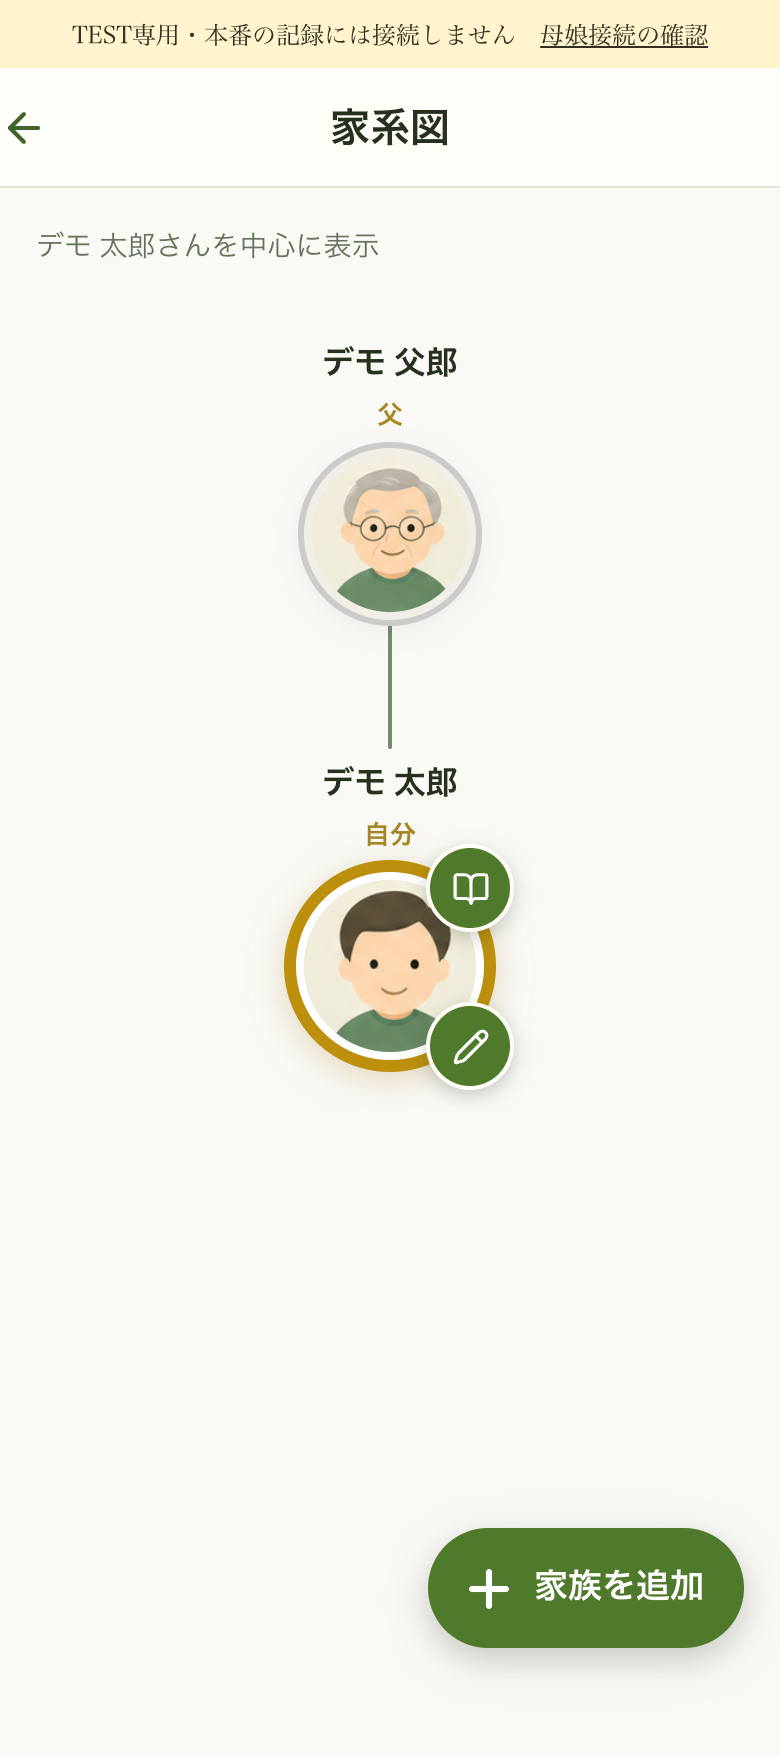 TEST専用・本番の記録には接続しません 母娘接続の確認
家系図
デモ 太郎さんを中心に表示
デモ 父郎
父
デモ 太郎
自分
家族を追加